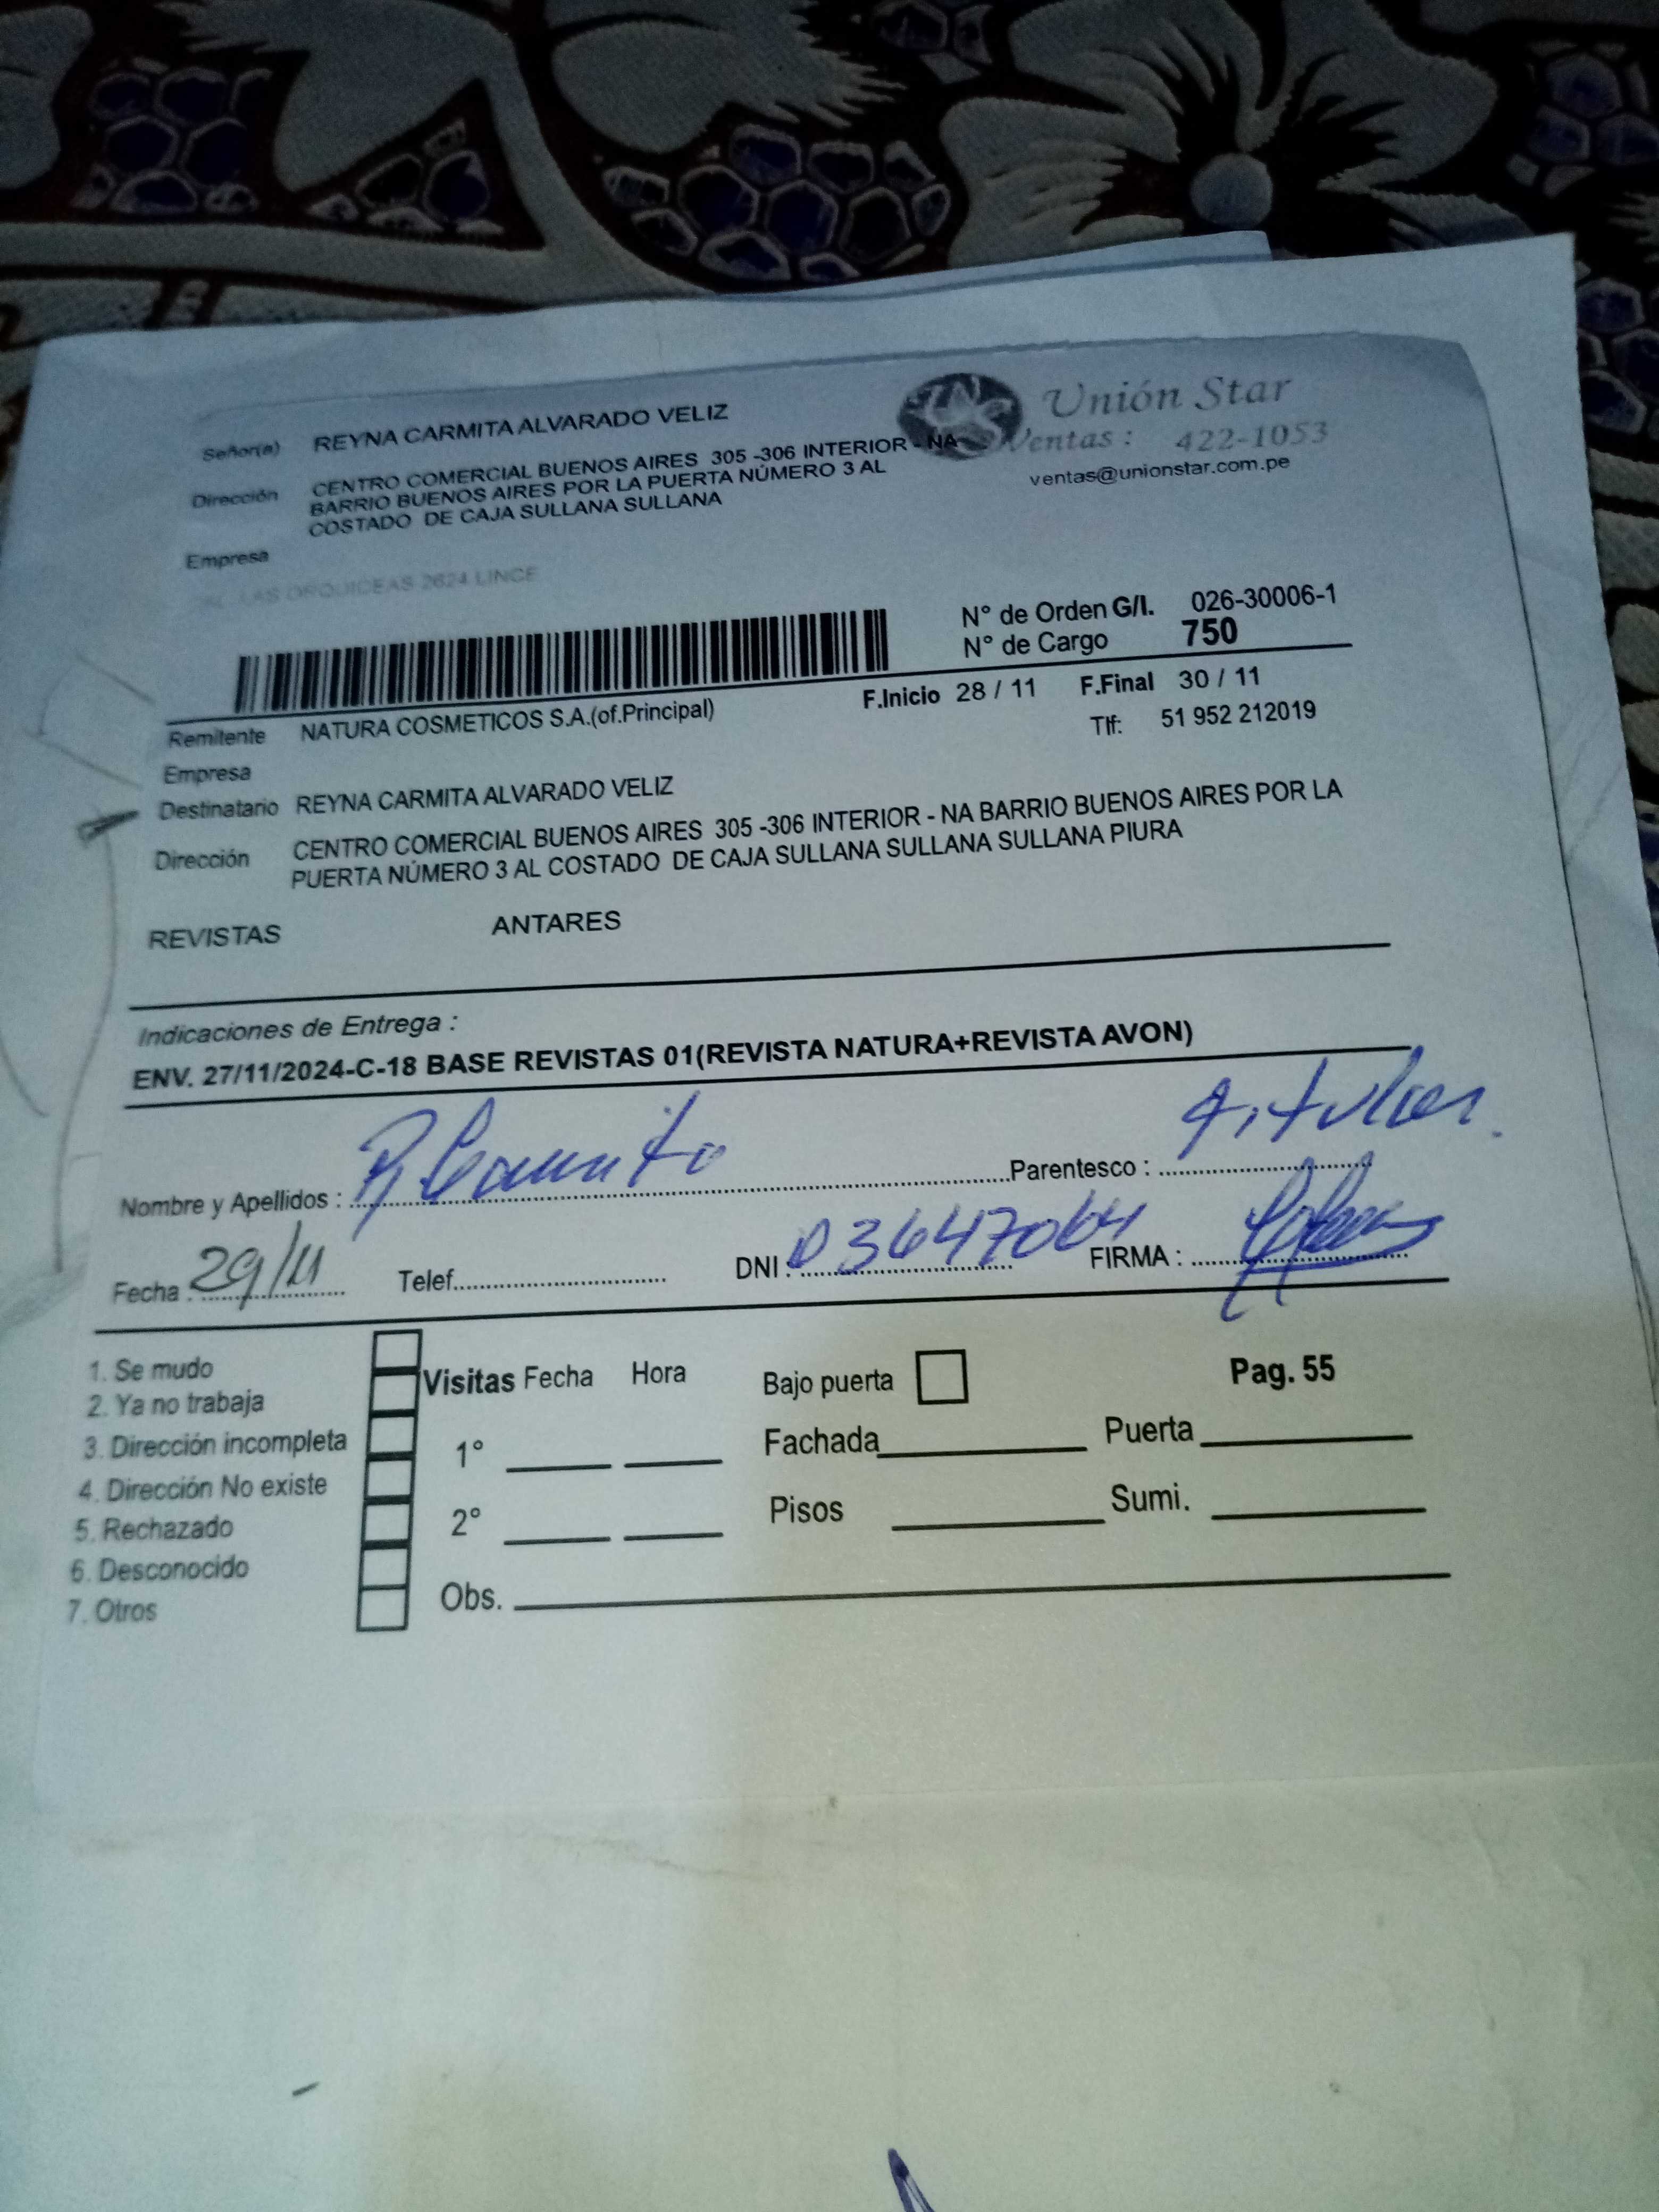 Señor(a) REYNA CARMITA ALVARADO VELIZ
Unión Star
Dirección CENTRO COMERCIAL BUENOS AIRES 305 -306 INTERIOR - NA
BARRIO BUENOS AIRES POR LA PUERTA NÚMERO 3 AL
COSTADO DE CAJA SULLANA SULLANA
Ventas : 422-1053
ventas@unionstar.com.pe
Empresa
LAS ORQUICEAS 2624 LINCE
N° de Orden G/I. 026-30006-1
N° de Cargo 750
F.Inicio 28 / 11 F.Final 30 / 11
Remitente NATURA COSMETICOS S.A.(of.Principal)
Tlf: 51 952 212019
Empresa
Destinatario REYNA CARMITA ALVARADO VELIZ
Dirección CENTRO COMERCIAL BUENOS AIRES 305 -306 INTERIOR - NA BARRIO BUENOS AIRES POR LA
PUERTA NÚMERO 3 AL COSTADO DE CAJA SULLANA SULLANA SULLANA PIURA
REVISTAS ANTARES
Indicaciones de Entrega :
ENV. 27/11/2024-C-18 BASE REVISTAS 01(REVISTA NATURA+REVISTA AVON)
Nombre y Apellidos : Parentesco :
Fecha : 29/11 Telef. DNI : 03647064 FIRMA :
1. Se mudo
2. Ya no trabaja
3. Dirección incompleta
4. Dirección No existe
5. Rechazado
6. Desconocido
7. Otros
Visitas Fecha Hora
1°
2°
Obs.
Bajo puerta
Pag. 55
Fachada Puerta
Pisos Sumi.